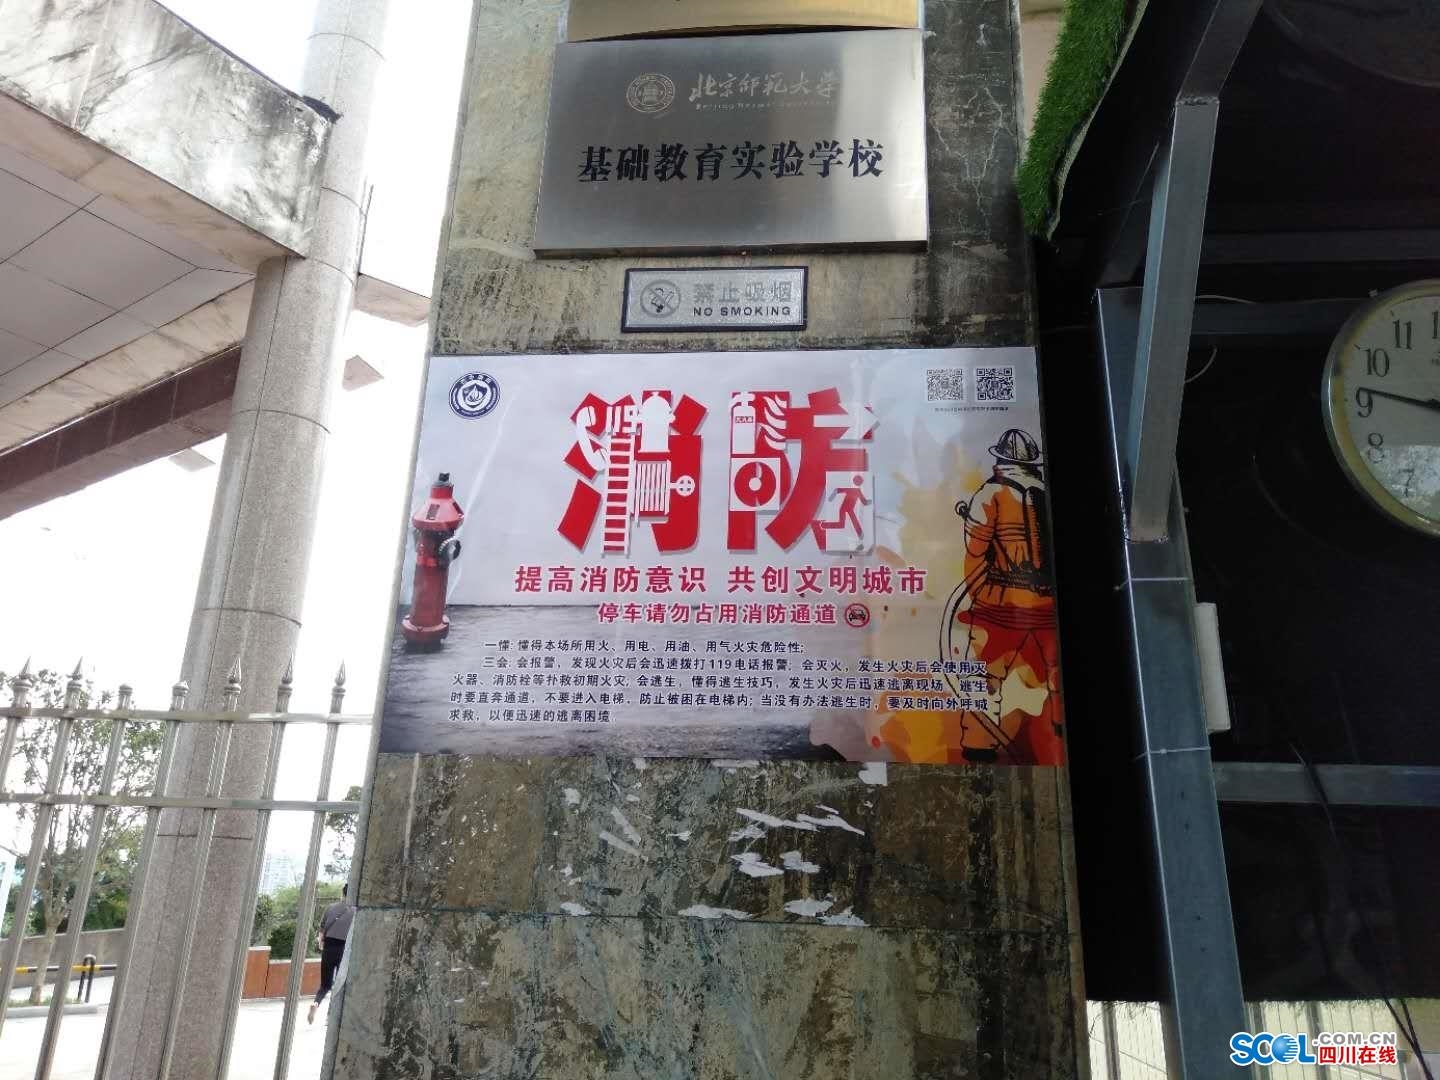 北京师范大学
Beijing Normal University
基础教育实验学校
禁止吸烟
NO SMOKING
消防
提高消防意识 共创文明城市
停车请勿占用消防通道
一懂: 懂得本场所用火、用电、用油、用气火灾危险性;
三会: 会报警, 发现火灾后会迅速拨打119电话报警; 会灭火, 发生火灾后会使用灭
火器、消防栓等扑救初期火灾; 会逃生, 懂得逃生技巧, 发生火灾后迅速逃离现场, 逃生
时要直奔通道, 不要进入电梯, 防止被困在电梯内; 当没有办法逃生时, 要及时向外呼喊
求救, 以便迅速的逃离困境.
11
10
9
8
SCOL.COM.CN
四川在线